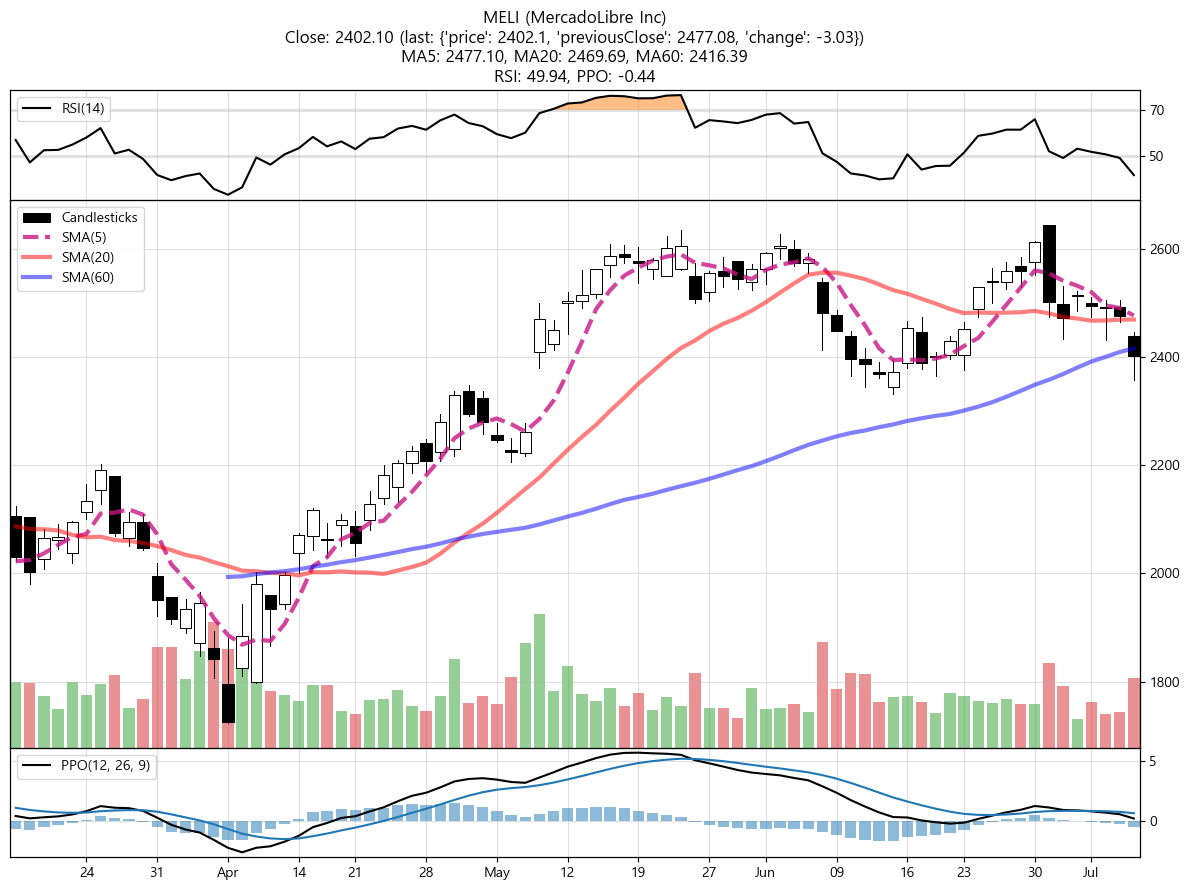 MELI (MercadoLibre Inc)
Close: 2402.10 (last: {'price': 2402.1, 'previousClose': 2477.08, 'change': -3.03})
MA5: 2477.10, MA20: 2469.69, MA60: 2416.39
RSI: 49.94, PPO: -0.44
RSI(14)
70
50
Candlesticks
SMA(5)
SMA(20)
SMA(60)
2600
2400
2200
2000
1800
PPO(12, 26, 9)
5
0
24 31 Apr 14 21 28 May 12 19 27 Jun 09 16 23 30 Jul